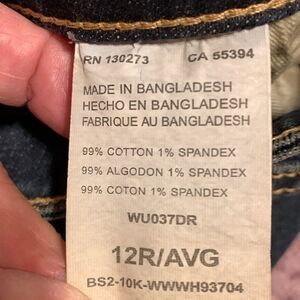 RN 130273 CA 55394
MADE IN BANGLADESH
HECHO EN BANGLADESH
FABRIQUE AU BANGLADESH
99% COTTON 1% SPANDEX
99% ALGODON 1% SPANDEX
99% COTON 1% SPANDEX
WU037DR
12R/AVG
BS2-10K-WWWH93704